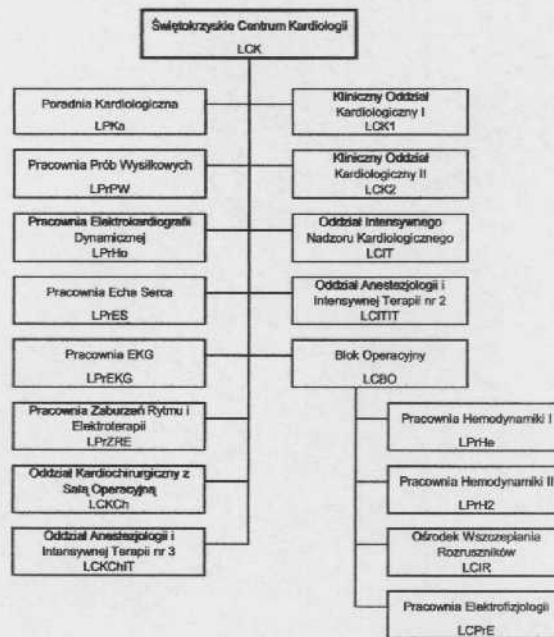 Świętokrzyskie Centrum Kardiologii
LCK
Poradnia Kardiologiczna
LPKa
Kliniczny Oddział
Kardiologiczny I
LCK1
Pracownia Prób Wysiłkowych
LPrPW
Kliniczny Oddział
Kardiologiczny II
LCK2
Pracownia Elektrokardiografii
Dynamicznej
LPrHo
Oddział Intensywnego
Nadzoru Kardiologicznego
LCIT
Pracownia Echa Serca
LPrES
Oddział Anestezjologii i
Intensywnej Terapii nr 2
LCITIT
Pracownia EKG
LPrEKG
Blok Operacyjny
LCBO
Pracownia Zaburzeń Rytmu i
Elektroterapii
LPrZRE
Pracownia Hemodynamiki I
LPrHe
Oddział Kardiochirurgiczny z
Salą Operacyjną
LCKCh
Pracownia Hemodynamiki II
LPrH2
Oddział Anestezjologii i
Intensywnej Terapii nr 3
LCKChIT
Ośrodek Wszczepiania
Rozruszników
LCIR
Pracownia Elektrofizjologii
LCPrE